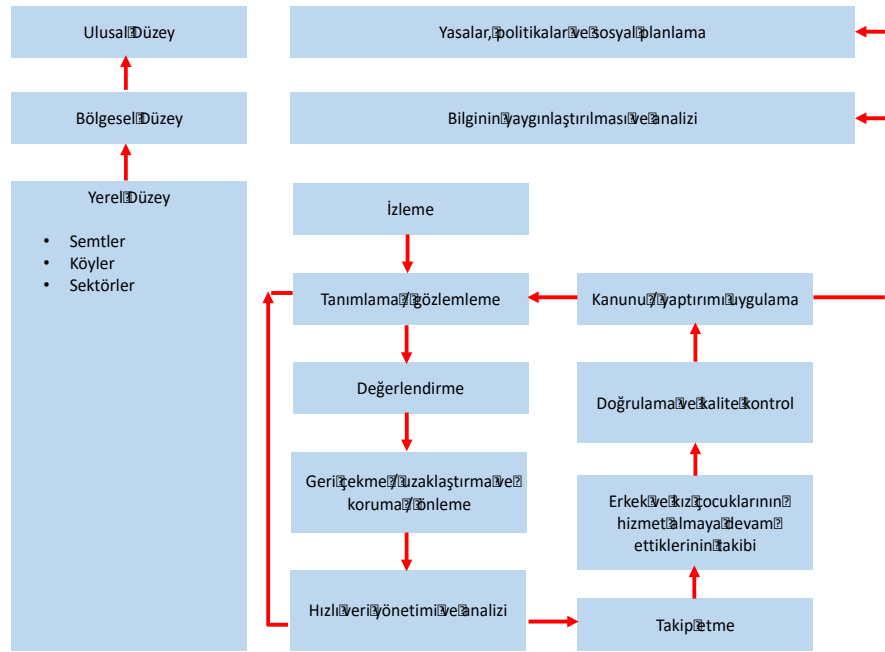 Ulusal Düzey
Yasalar, politikalar ve sosyal planlama
Bölgesel Düzey
Bilginin yaygınlaştırılması ve analizi
Yerel Düzey
• Semtler
• Köyler
• Sektörler
İzleme
Tanımlama / gözlemleme
Kanunu / yaptırımı uygulama
Değerlendirme
Doğrulama ve kalite kontrol
Geri çekme / uzaklaştırma ve
koruma / önleme
Erkek ve kız çocuklarının
hizmet almaya devam
ettiklerinin takibi
Hızlı veri yönetimi ve analizi
Takip etme